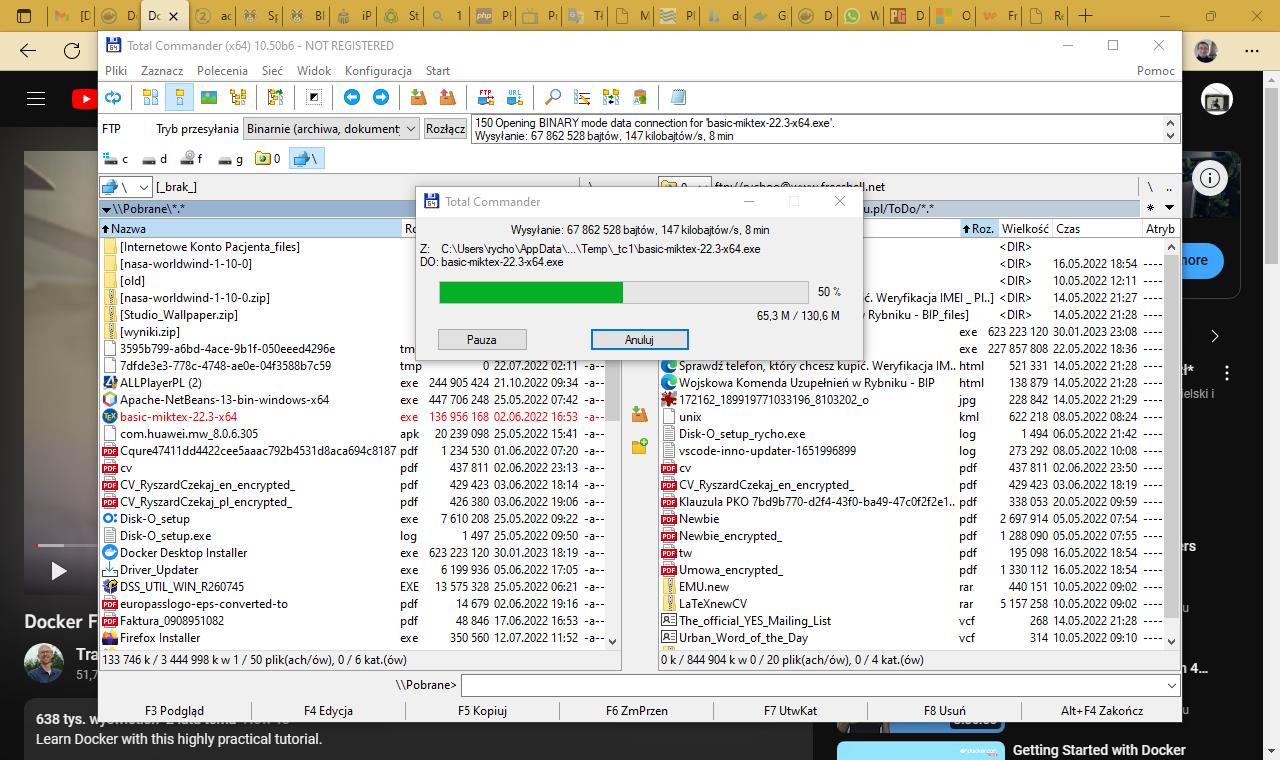 [D
D
Do
ac
Sp
Bl
iP
St
1
Pl
Pr
Th
M
Pl
do
G
D
W
D
O
Fr
Re
Total Commander (x64) 10.50b6 - NOT REGISTERED
Pliki Zaznacz Polecenia Sieć Widok Konfiguracja Start Pomoc
FTP Tryb przesyłania Binarnie (archiwa, dokumenty Rozłącz
150 Opening BINARY mode data connection for 'basic-miktex-22.3-x64.exe'.
Wysyłanie: 67 862 528 bajtów, 147 kilobajtów/s, 8 min
c d f g 0 \
\ [_brak_] \
ftp://rychoo@www.freeshell.net \ ..
\\Pobrane\*.*
u.pl/ToDo/*.* * 
Nazwa
Roz. Wielkość Czas Atryb
[Internetowe Konto Pacjenta_files]
[nasa-worldwind-1-10-0]
[old]
[nasa-worldwind-1-10-0.zip]
[Studio_Wallpaper.zip]
[wyniki.zip]
3595b799-a6bd-4ace-9b1f-050eeed4296e
7dfde3e3-778c-4748-ae0e-04f3588b7c59 tmp 0 22.07.2022 02:11 -a--
ALLPlayerPL (2) exe 244 905 424 21.10.2022 09:34 -a--
Apache-NetBeans-13-bin-windows-x64 exe 447 706 248 25.05.2022 07:42 -a--
basic-miktex-22.3-x64 exe 136 956 168 02.06.2022 16:53 -a--
com.huawei.mw_8.0.6.305 apk 20 239 098 25.05.2022 15:41 -a--
Cqure47411dd4422cee5aaac792b4531d8aca694c8187 pdf 1 234 530 01.06.2022 07:20 -a--
cv pdf 437 811 02.06.2022 23:13 -a--
CV_RyszardCzekaj_en_encrypted_ pdf 429 423 03.06.2022 18:14 -a--
CV_RyszardCzekaj_pl_encrypted_ pdf 426 380 03.06.2022 19:06 -a--
Disk-O_setup exe 7 610 208 25.05.2022 09:22 -a--
Disk-O_setup.exe log 1 497 25.05.2022 09:50 -a--
Docker Desktop Installer exe 623 223 120 30.01.2023 18:19 -a--
Driver_Updater exe 6 199 936 05.06.2022 17:05 -a--
DSS_UTIL_WIN_R260745 EXE 13 575 328 25.05.2022 06:21 -a--
europasslogo-eps-converted-to pdf 14 679 02.06.2022 19:16 -a--
Faktura_0908951082 pdf 48 846 17.06.2022 16:53 -a--
Firefox Installer exe 350 560 12.07.2022 11:52 -a--
133 746 k / 3 444 998 k w 1 / 50 plik(ach/ów), 0 / 6 kat.(ów)
<DIR>
<DIR> 16.05.2022 18:54 ----
<DIR> 10.05.2022 12:11 ----
. Weryfikacja IMEI _ Pl..] <DIR> 14.05.2022 21:27 ----
w Rybniku - BIP_files] <DIR> 14.05.2022 21:28 ----
exe 623 223 120 30.01.2023 23:08 ----
exe 227 857 808 22.05.2022 18:36 ----
Sprawdź telefon, który chcesz kupić. Weryfikacja IM.. html 521 331 14.05.2022 21:28 ----
Wojskowa Komenda Uzupełnień w Rybniku - BIP html 138 879 14.05.2022 21:28 ----
172162_189919771033196_8103202_o jpg 228 842 14.05.2022 21:29 ----
unix kml 622 218 08.05.2022 08:24 ----
Disk-O_setup_rycho.exe log 1 494 06.05.2022 21:42 ----
vscode-inno-updater-1651996899 log 273 292 08.05.2022 10:08 ----
cv pdf 437 811 02.06.2022 23:50 ----
CV_RyszardCzekaj_en_encrypted_ pdf 429 423 03.06.2022 18:19 ----
Klauzula PKO 7bd9b770-d2f4-43f0-ba49-47c0f2f2e1.. pdf 338 053 20.05.2022 09:59 ----
Newbie pdf 2 697 914 05.05.2022 07:54 ----
Newbie_encrypted_ pdf 1 288 090 05.05.2022 07:55 ----
tw pdf 195 098 16.05.2022 18:54 ----
Umowa_encrypted_ pdf 1 330 112 16.05.2022 18:54 ----
EMU.new rar 440 151 10.05.2022 09:02 ----
LaTeXnewCV rar 5 157 258 10.05.2022 09:02 ----
The_official_YES_Mailing_List vcf 268 14.05.2022 21:28 ----
Urban_Word_of_the_Day vcf 314 10.05.2022 09:10 ----
0 k / 844 904 k w 0 / 20 plik(ach/ów), 0 / 4 kat.(ów)
Total Commander
Wysyłanie: 67 862 528 bajtów, 147 kilobajtów/s, 8 min
Z: C:\Users\rycho\AppData\...\Temp\_tc1\basic-miktex-22.3-x64.exe
DO: basic-miktex-22.3-x64.exe
50 %
65,3 M / 130,6 M
Pauza Anuluj
\\Pobrane>
F3 Podgląd F4 Edycja F5 Kopiuj F6 ZmPrzen F7 UtwKat F8 Usuń Alt+F4 Zakończ
more
ielski i
ers
u
u
n 4...
u
Docker F
Tra
51,7
638 tys. wyświetleń 2 lata temu
Learn Docker with this highly practical tutorial.
Getting Started with Docker